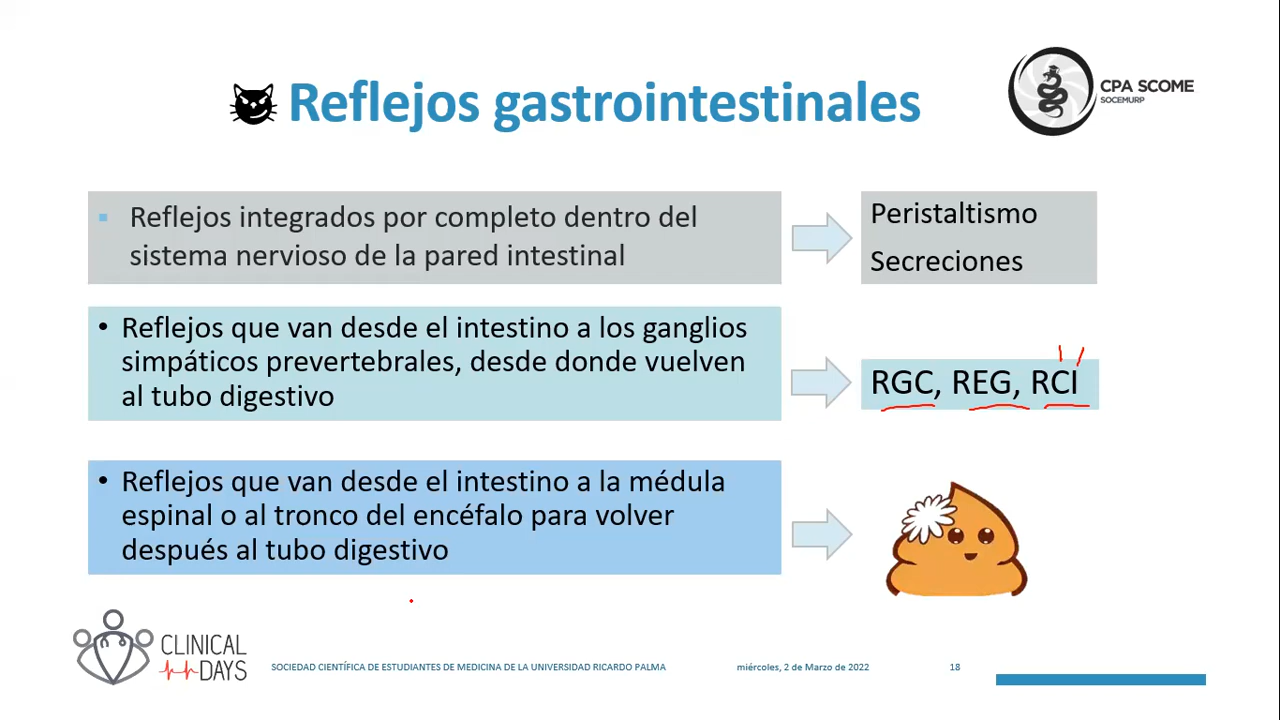 Reflejos gastrointestinales
CPA SCOME
SOCEMURP
▪ Reflejos integrados por completo dentro del
sistema nervioso de la pared intestinal
Peristaltismo
Secreciones
• Reflejos que van desde el intestino a los ganglios
simpáticos prevertebrales, desde donde vuelven
al tubo digestivo
RGC, REG, RCI
• Reflejos que van desde el intestino a la médula
espinal o al tronco del encéfalo para volver
después al tubo digestivo
CLINICAL
DAYS
SOCIEDAD CIENTÍFICA DE ESTUDIANTES DE MEDICINA DE LA UNIVERSIDAD RICARDO PALMA
miércoles, 2 de Marzo de 2022
18